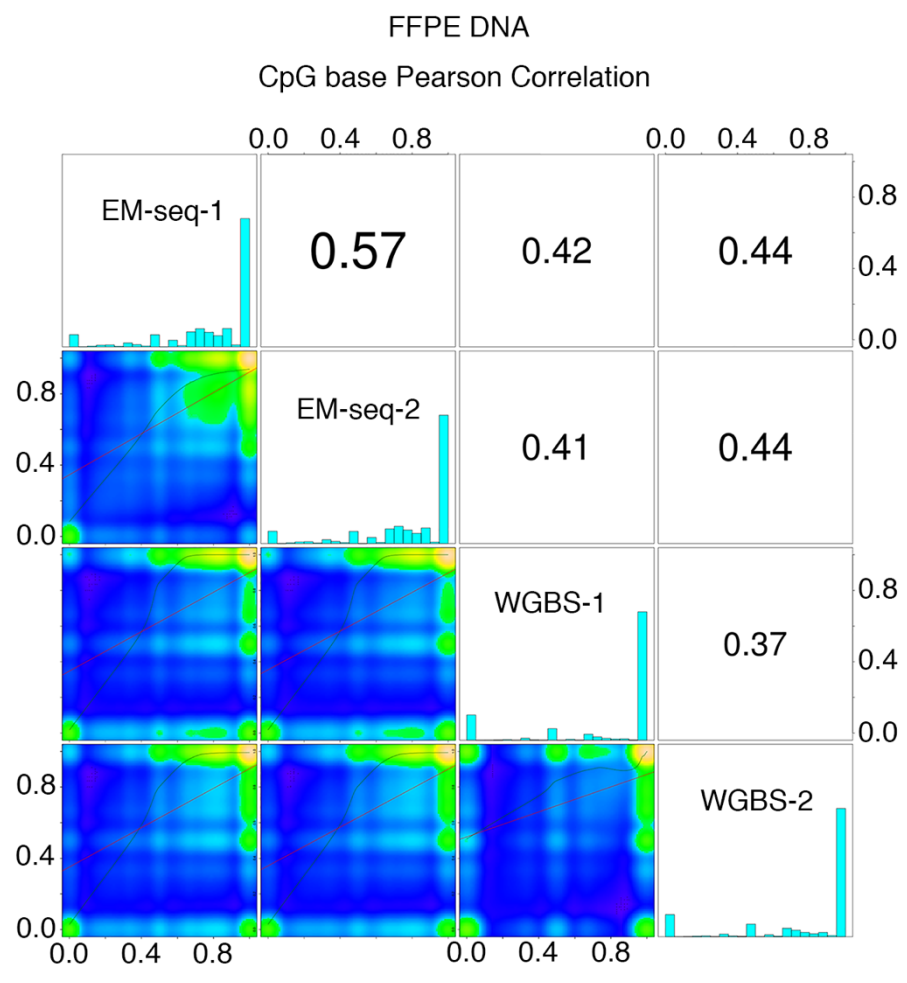 FFPE DNA
CpG base Pearson Correlation
0.0 0.4 0.8 0.0 0.4 0.8
EM-seq-1 0.57 0.42 0.44 0.8 0.4 0.0
0.8 0.4 0.0 EM-seq-2 0.41 0.44
WGBS-1 0.37 0.8 0.4 0.0
0.8 0.4 0.0 WGBS-2
0.0 0.4 0.8 0.0 0.4 0.8